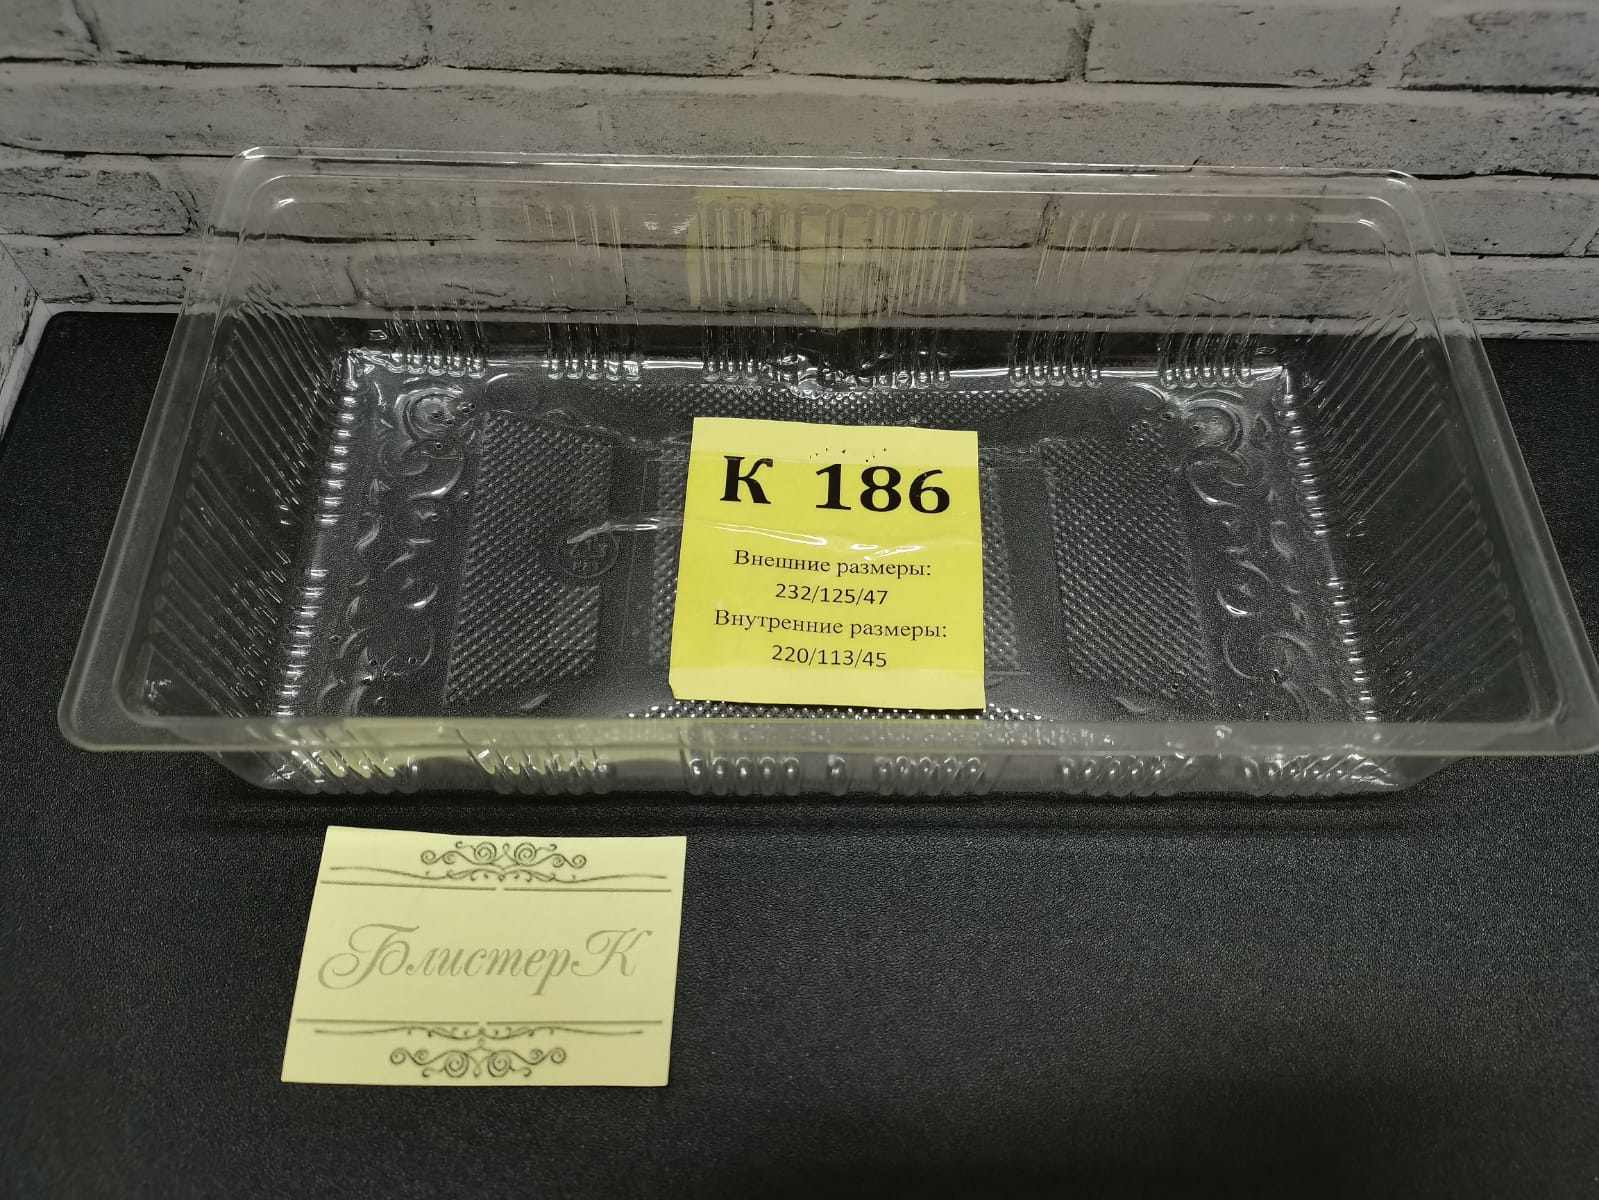 К 186
Внешние размеры:
232/125/47
Внутренние размеры:
220/113/45
БлистерК